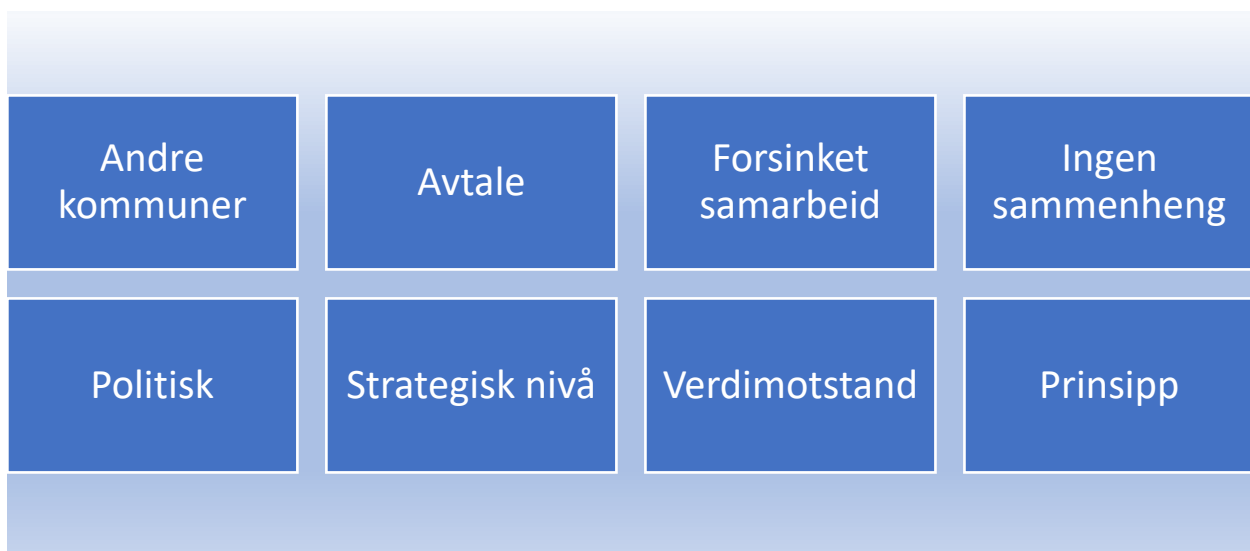 Andre
kommuner
Avtale
Forsinket
samarbeid
Ingen
sammenheng
Politisk
Strategisk nivå
Verdimotstand
Prinsipp